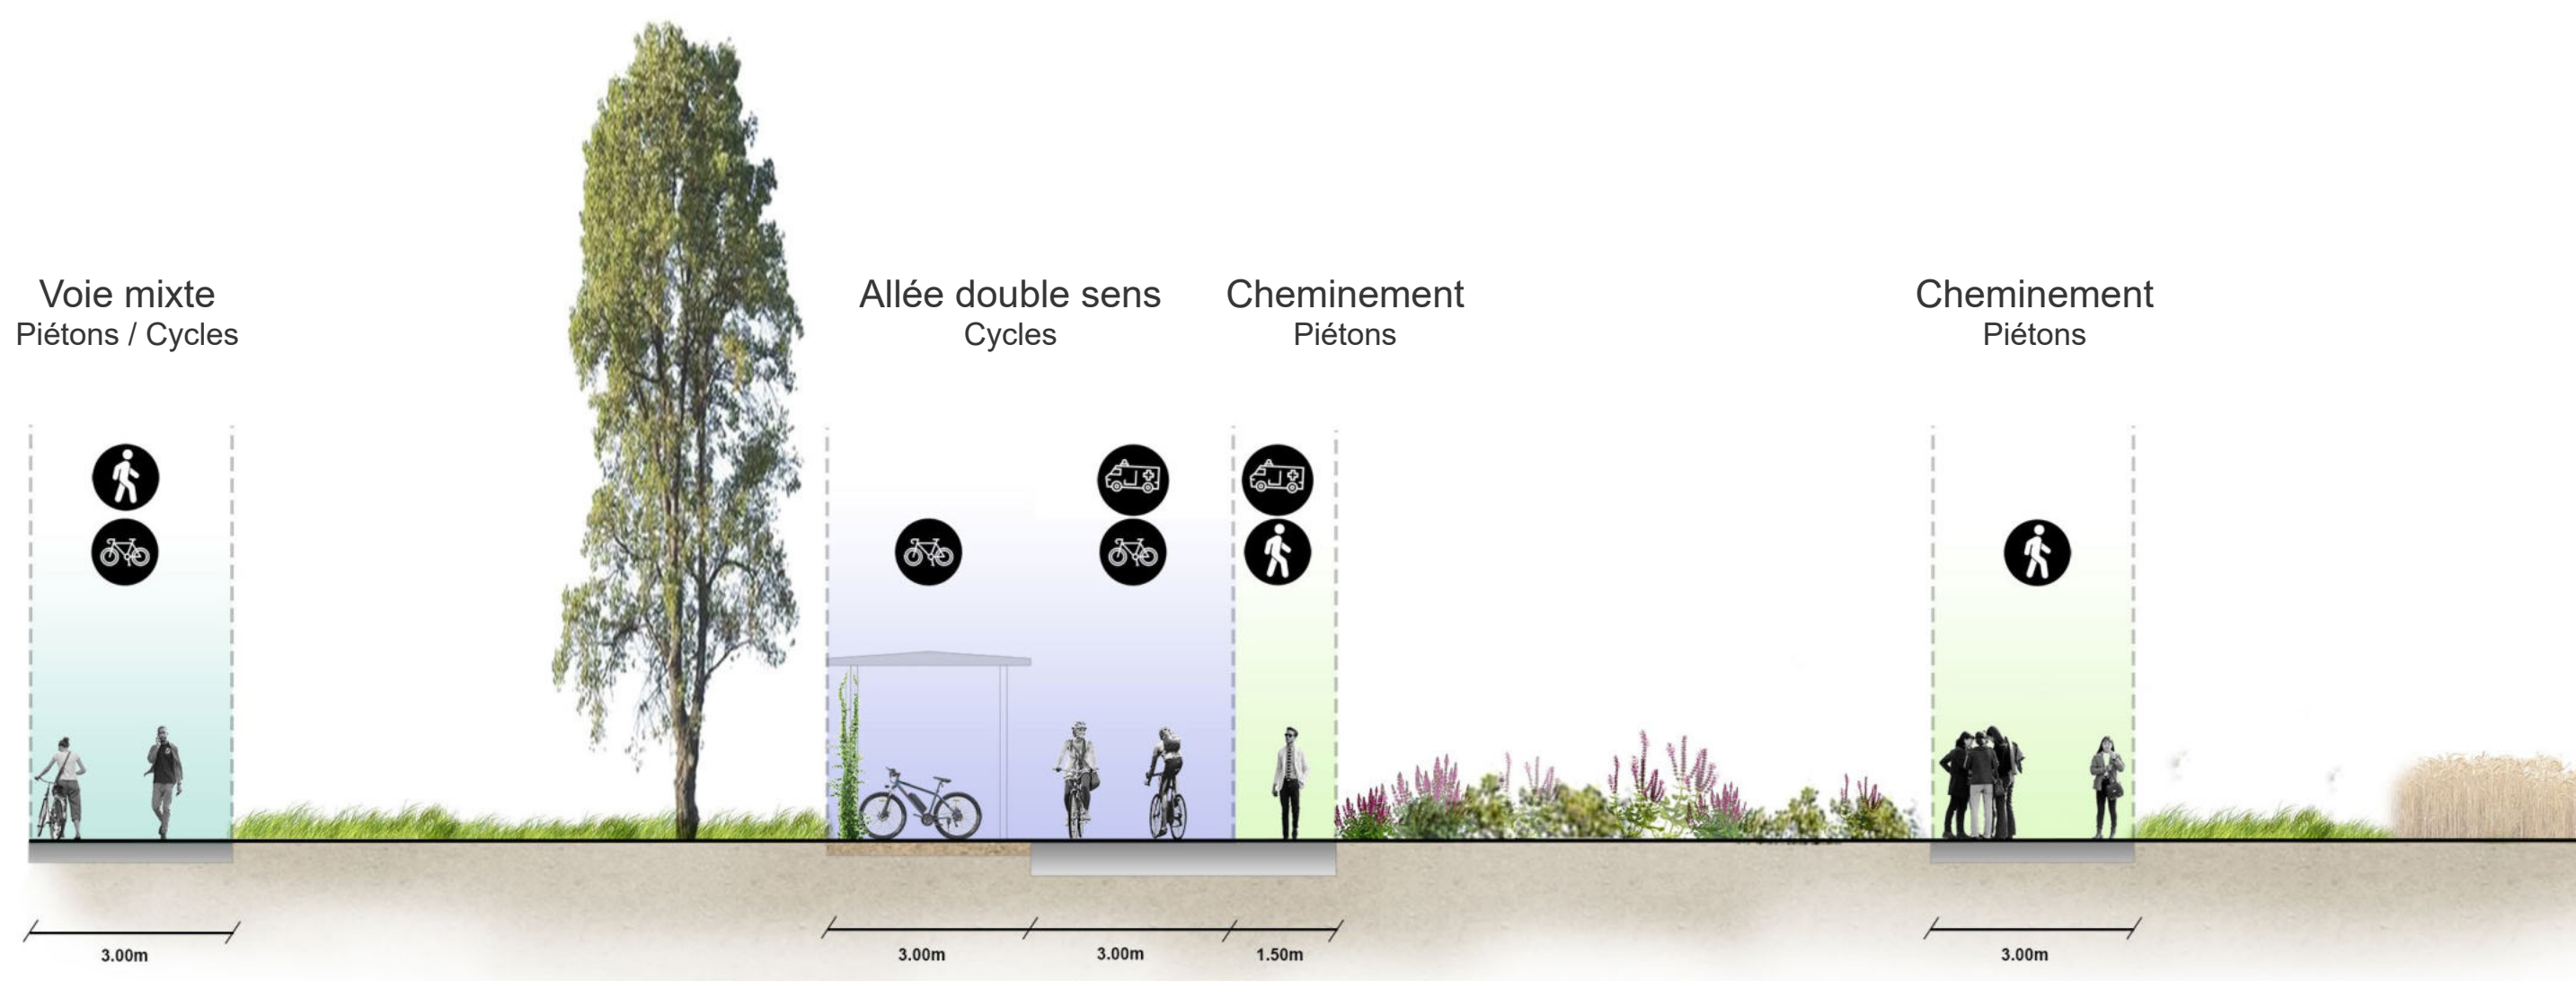 Voie mixte
Piétons / Cycles
Allée double sens
Cycles
Cheminement
Piétons
Cheminement
Piétons
3.00m
3.00m
3.00m
1.50m
3.00m